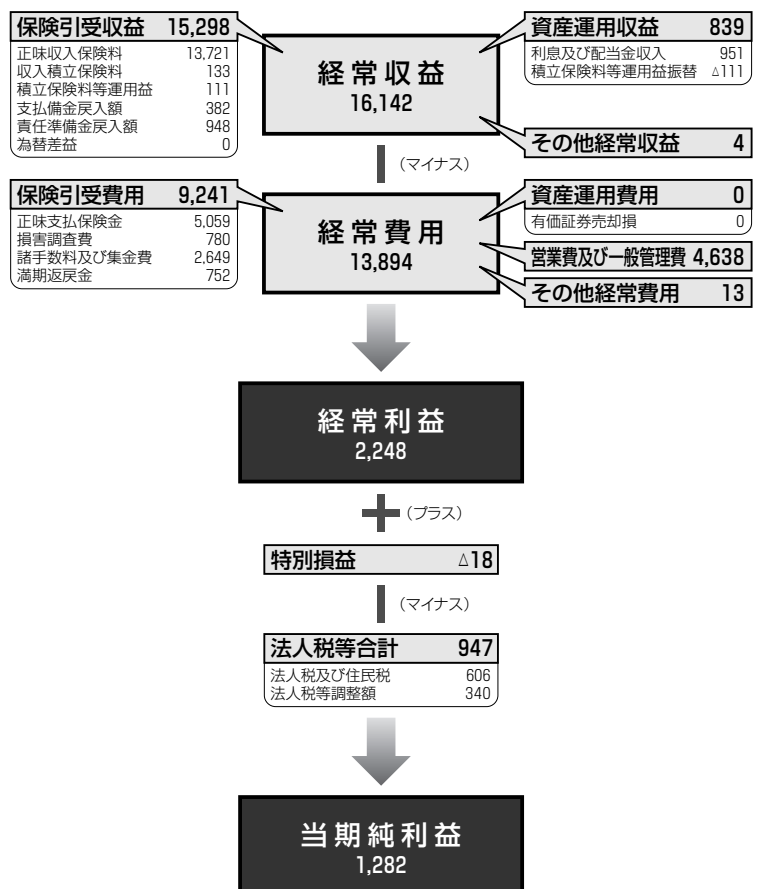 保険引受収益 15,298
正味収入保険料 13,721
収入積立保険料 133
積立保険料等運用益 111
支払備金戻入額 382
責任準備金戻入額 948
為替差益 0
経常収益
16,142
資産運用収益 839
利息及び配当金収入 951
積立保険料等運用益振替 △111
その他経常収益 4
(マイナス)
保険引受費用 9,241
正味支払保険金 5,059
損害調査費 780
諸手数料及び集金費 2,649
満期返戻金 752
経常費用
13,894
資産運用費用 0
有価証券売却損 0
営業費及び一般管理費 4,638
その他経常費用 13
経常利益
2,248
(プラス)
特別損益 △18
(マイナス)
法人税等合計 947
法人税及び住民税 606
法人税等調整額 340
当期純利益
1,282